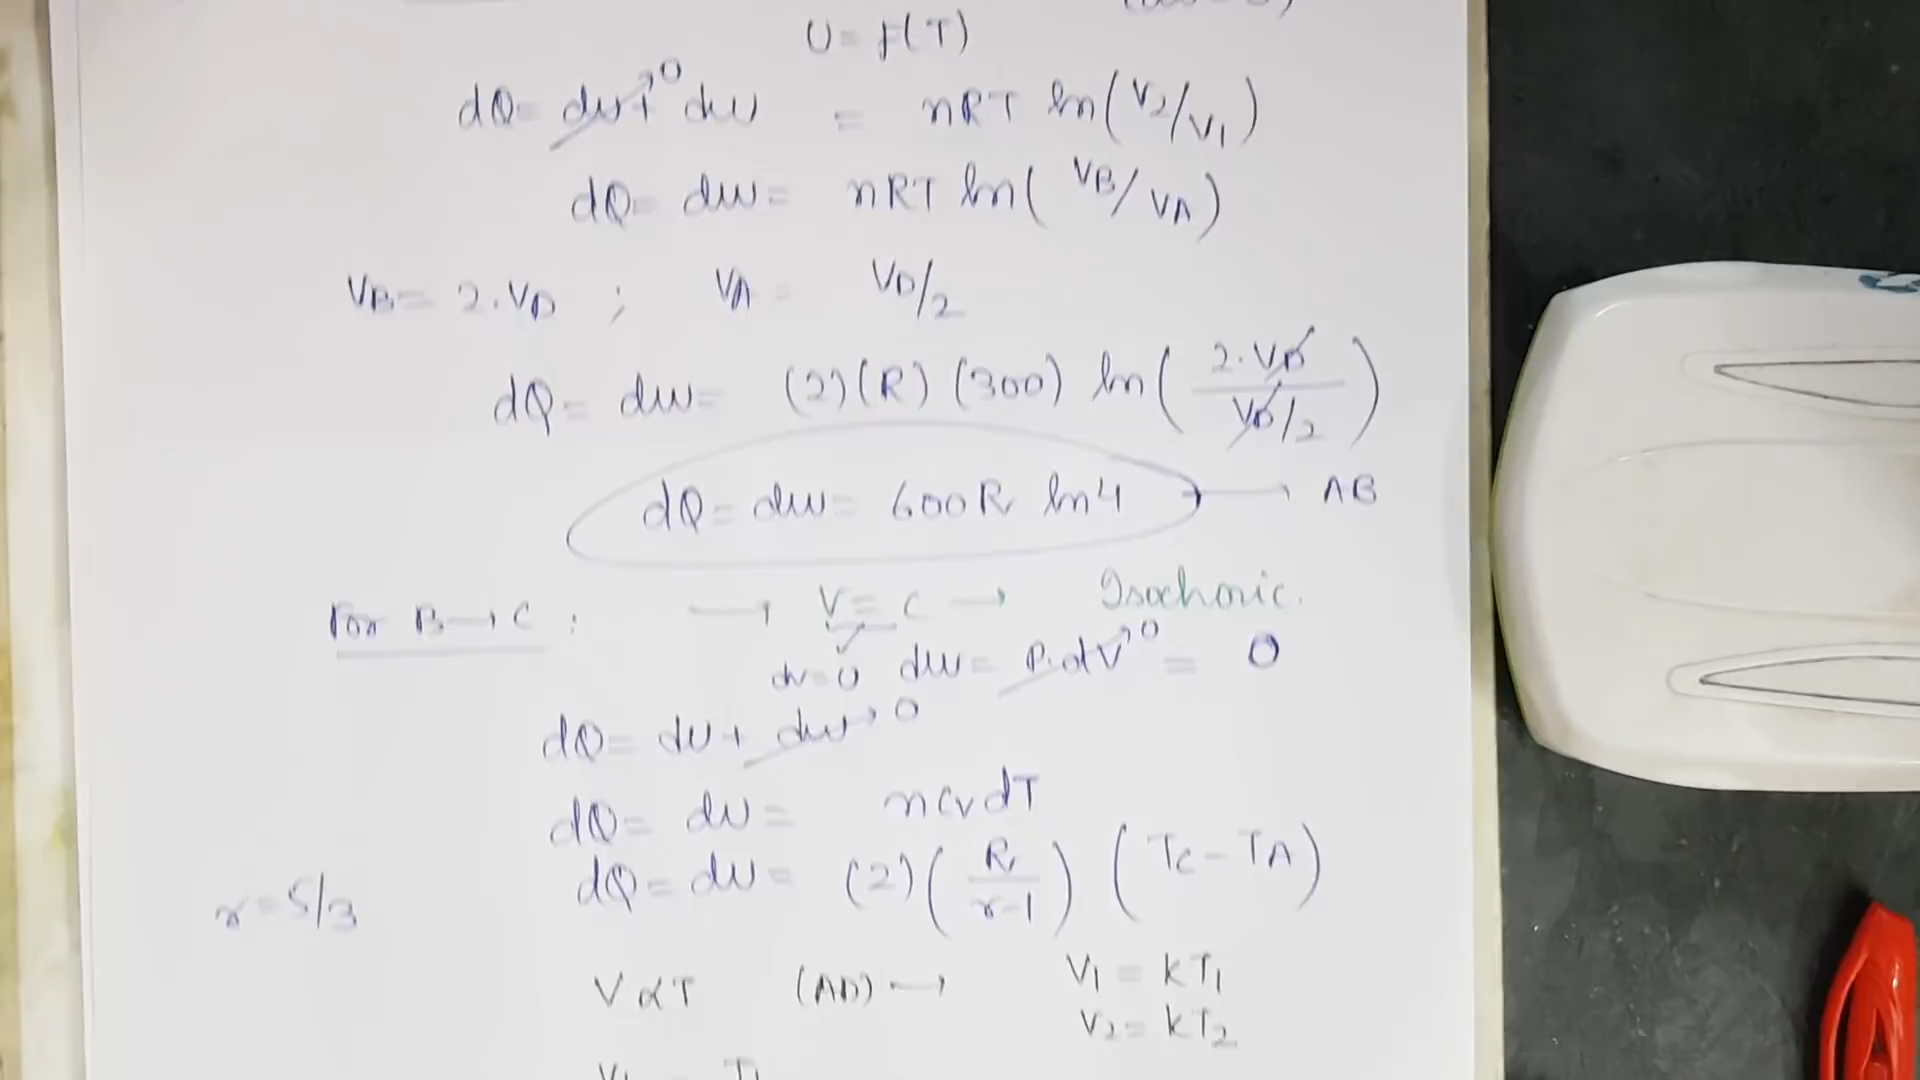 U = f(T)
dQ = du + →0 dw = nRT ln(V2/V1)
dQ = dw = nRT ln(VB/VA)
VB = 2.VD ; VA = VD/2
dQ = dw = (2)(R)(300) ln(2.VD / VD/2)
dQ = dw = 600R ln4 → AB
For B→C : → V = C → Isochoric.
dv=0 dw = P.dV →0 = 0
dQ = dU + dw →0
dQ = dU = nCvdT
dQ = dU = (2)(R/r-1)(TC - TA)
r = 5/3
V∝T (AD) → V1 = kT1
V2 = kT2